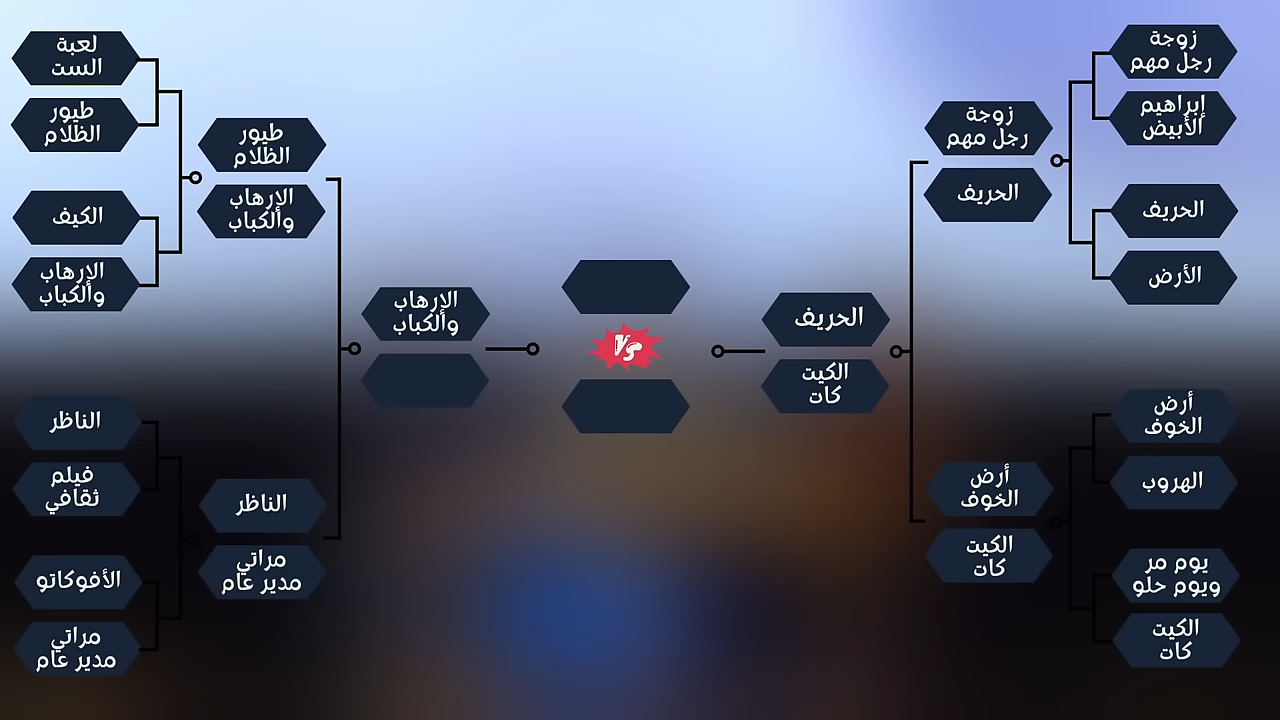 لعبة
الست
طيور
الظلام
الكيف
الإرهاب
والكباب
الناظر
فيلم
ثقافي
الأفوكاتو
مراتي
مدير عام
طيور
الظلام
الإرهاب
والكباب
الناظر
مراتي
مدير عام
الإرهاب
والكباب
VS
الحريف
الكيت
كات
زوجة
رجل مهم
الحريف
أرض
الخوف
الكيت
كات
زوجة
رجل مهم
إبراهيم
الأبيض
الحريف
الأرض
أرض
الخوف
الهروب
يوم مر
ويوم حلو
الكيت
كات